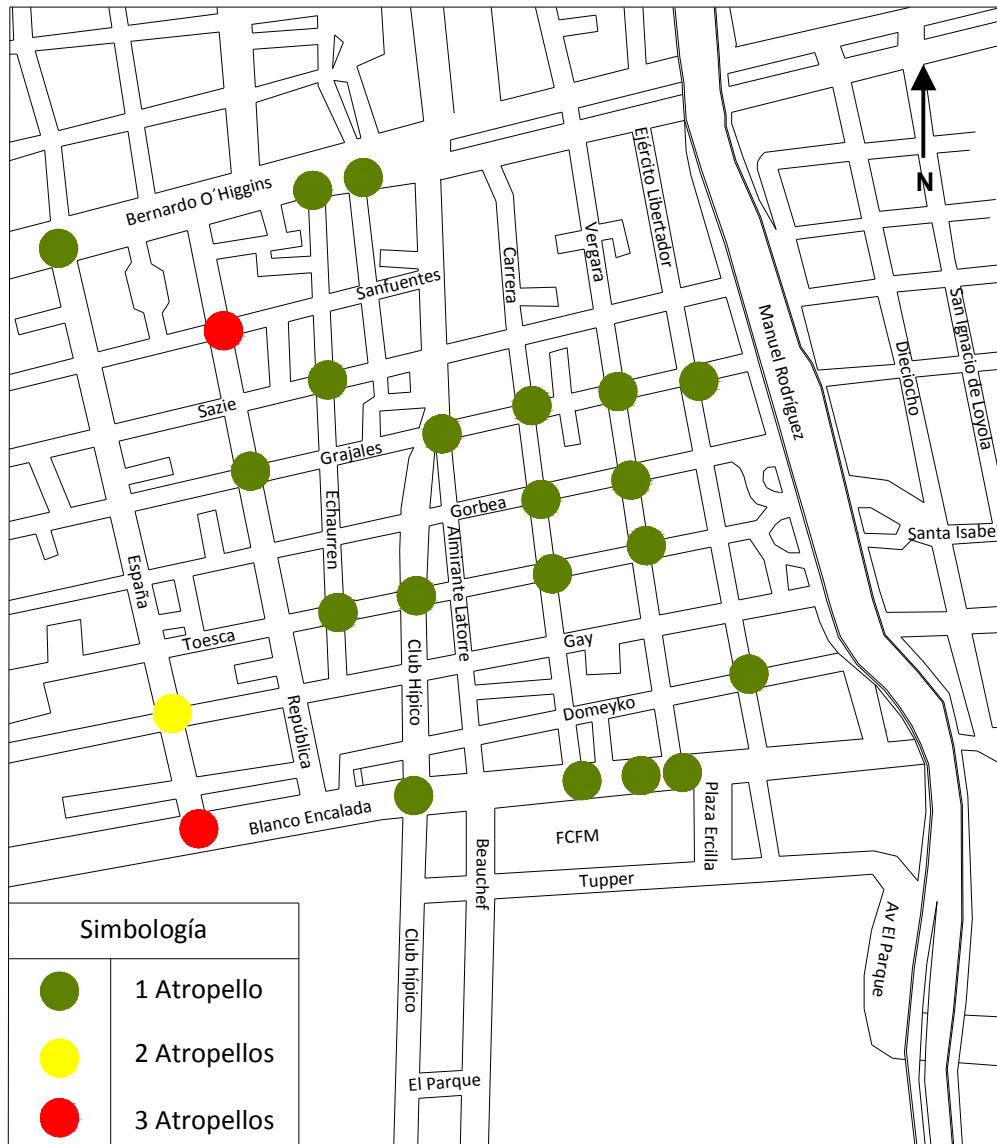 N
Bernardo O´Higgins
Ejército Libertador
Vergara
Carrera
Sanfuentes
Manuel Rodríguez
San Ignacio de Loyola
Dieciocho
Sazie
Grajales
Gorbea
Echaurren
Almirante Latorre
Santa Isabe
España
Toesca
Gay
Club Hípico
República
Domeyko
Plaza Ercilla
Blanco Encalada
FCFM
Beauchef
Tupper
Av El Parque
Club hípico
El Parque
Simbología
1 Atropello
2 Atropellos
3 Atropellos